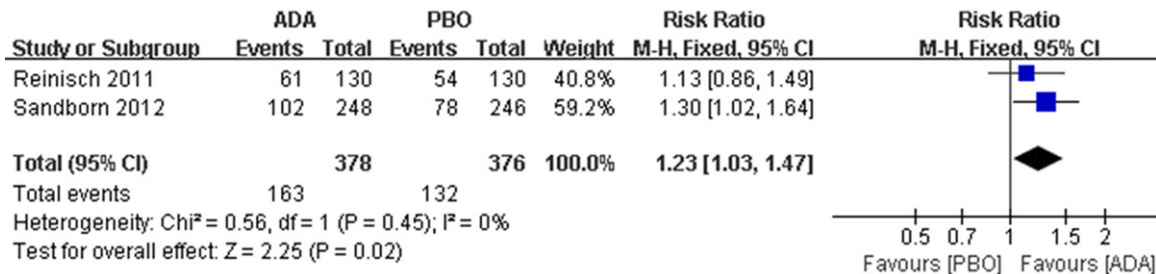 ADA PBO Risk Ratio Risk Ratio
Study or Subgroup Events Total Events Total Weight M-H, Fixed, 95% CI M-H, Fixed, 95% CI
Reinisch 2011 61 130 54 130 40.8% 1.13 [0.86, 1.49]
Sandborn 2012 102 248 78 246 59.2% 1.30 [1.02, 1.64]
Total (95% CI) 378 376 100.0% 1.23 [1.03, 1.47]
Total events 163 132
Heterogeneity: Chi² = 0.56, df = 1 (P = 0.45); I² = 0%
Test for overall effect: Z = 2.25 (P = 0.02)
0.5 0.7 1 1.5 2
Favours [PBO] Favours [ADA]